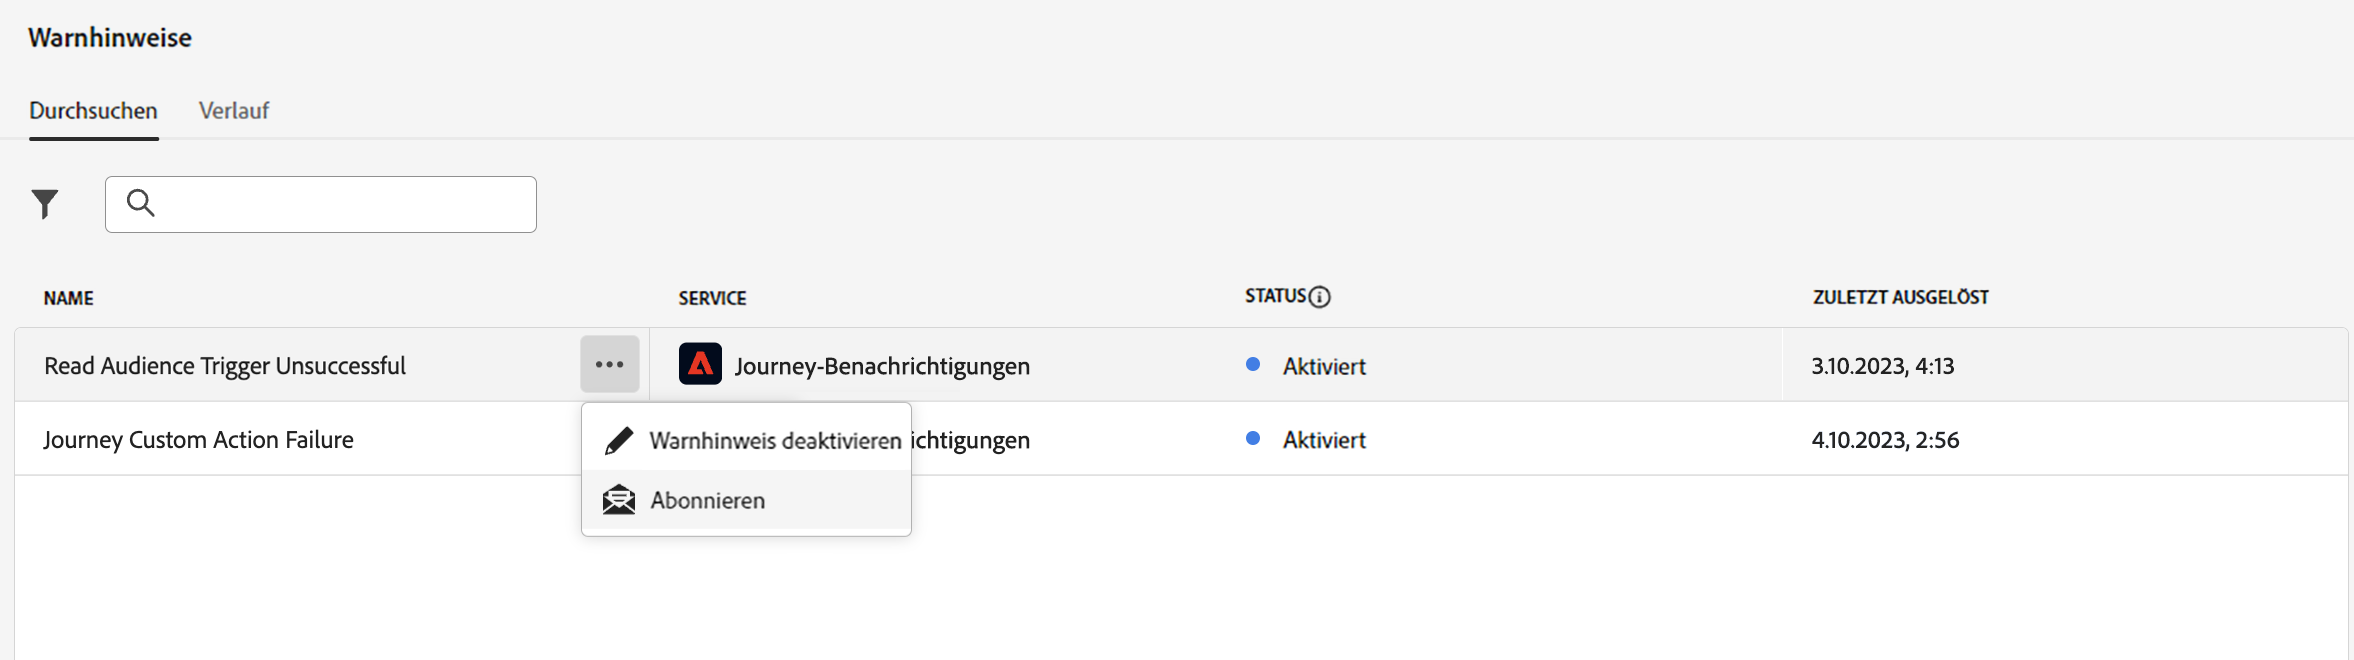 Warnhinweise
Durchsuchen Verlauf
NAME SERVICE STATUS ZULETZT AUSGELÖST
Read Audience Trigger Unsuccessful Journey-Benachrichtigungen Aktiviert 3.10.2023, 4:13
Journey Custom Action Failure Warnhinweis deaktivieren ichtigungen Aktiviert 4.10.2023, 2:56
Abonnieren